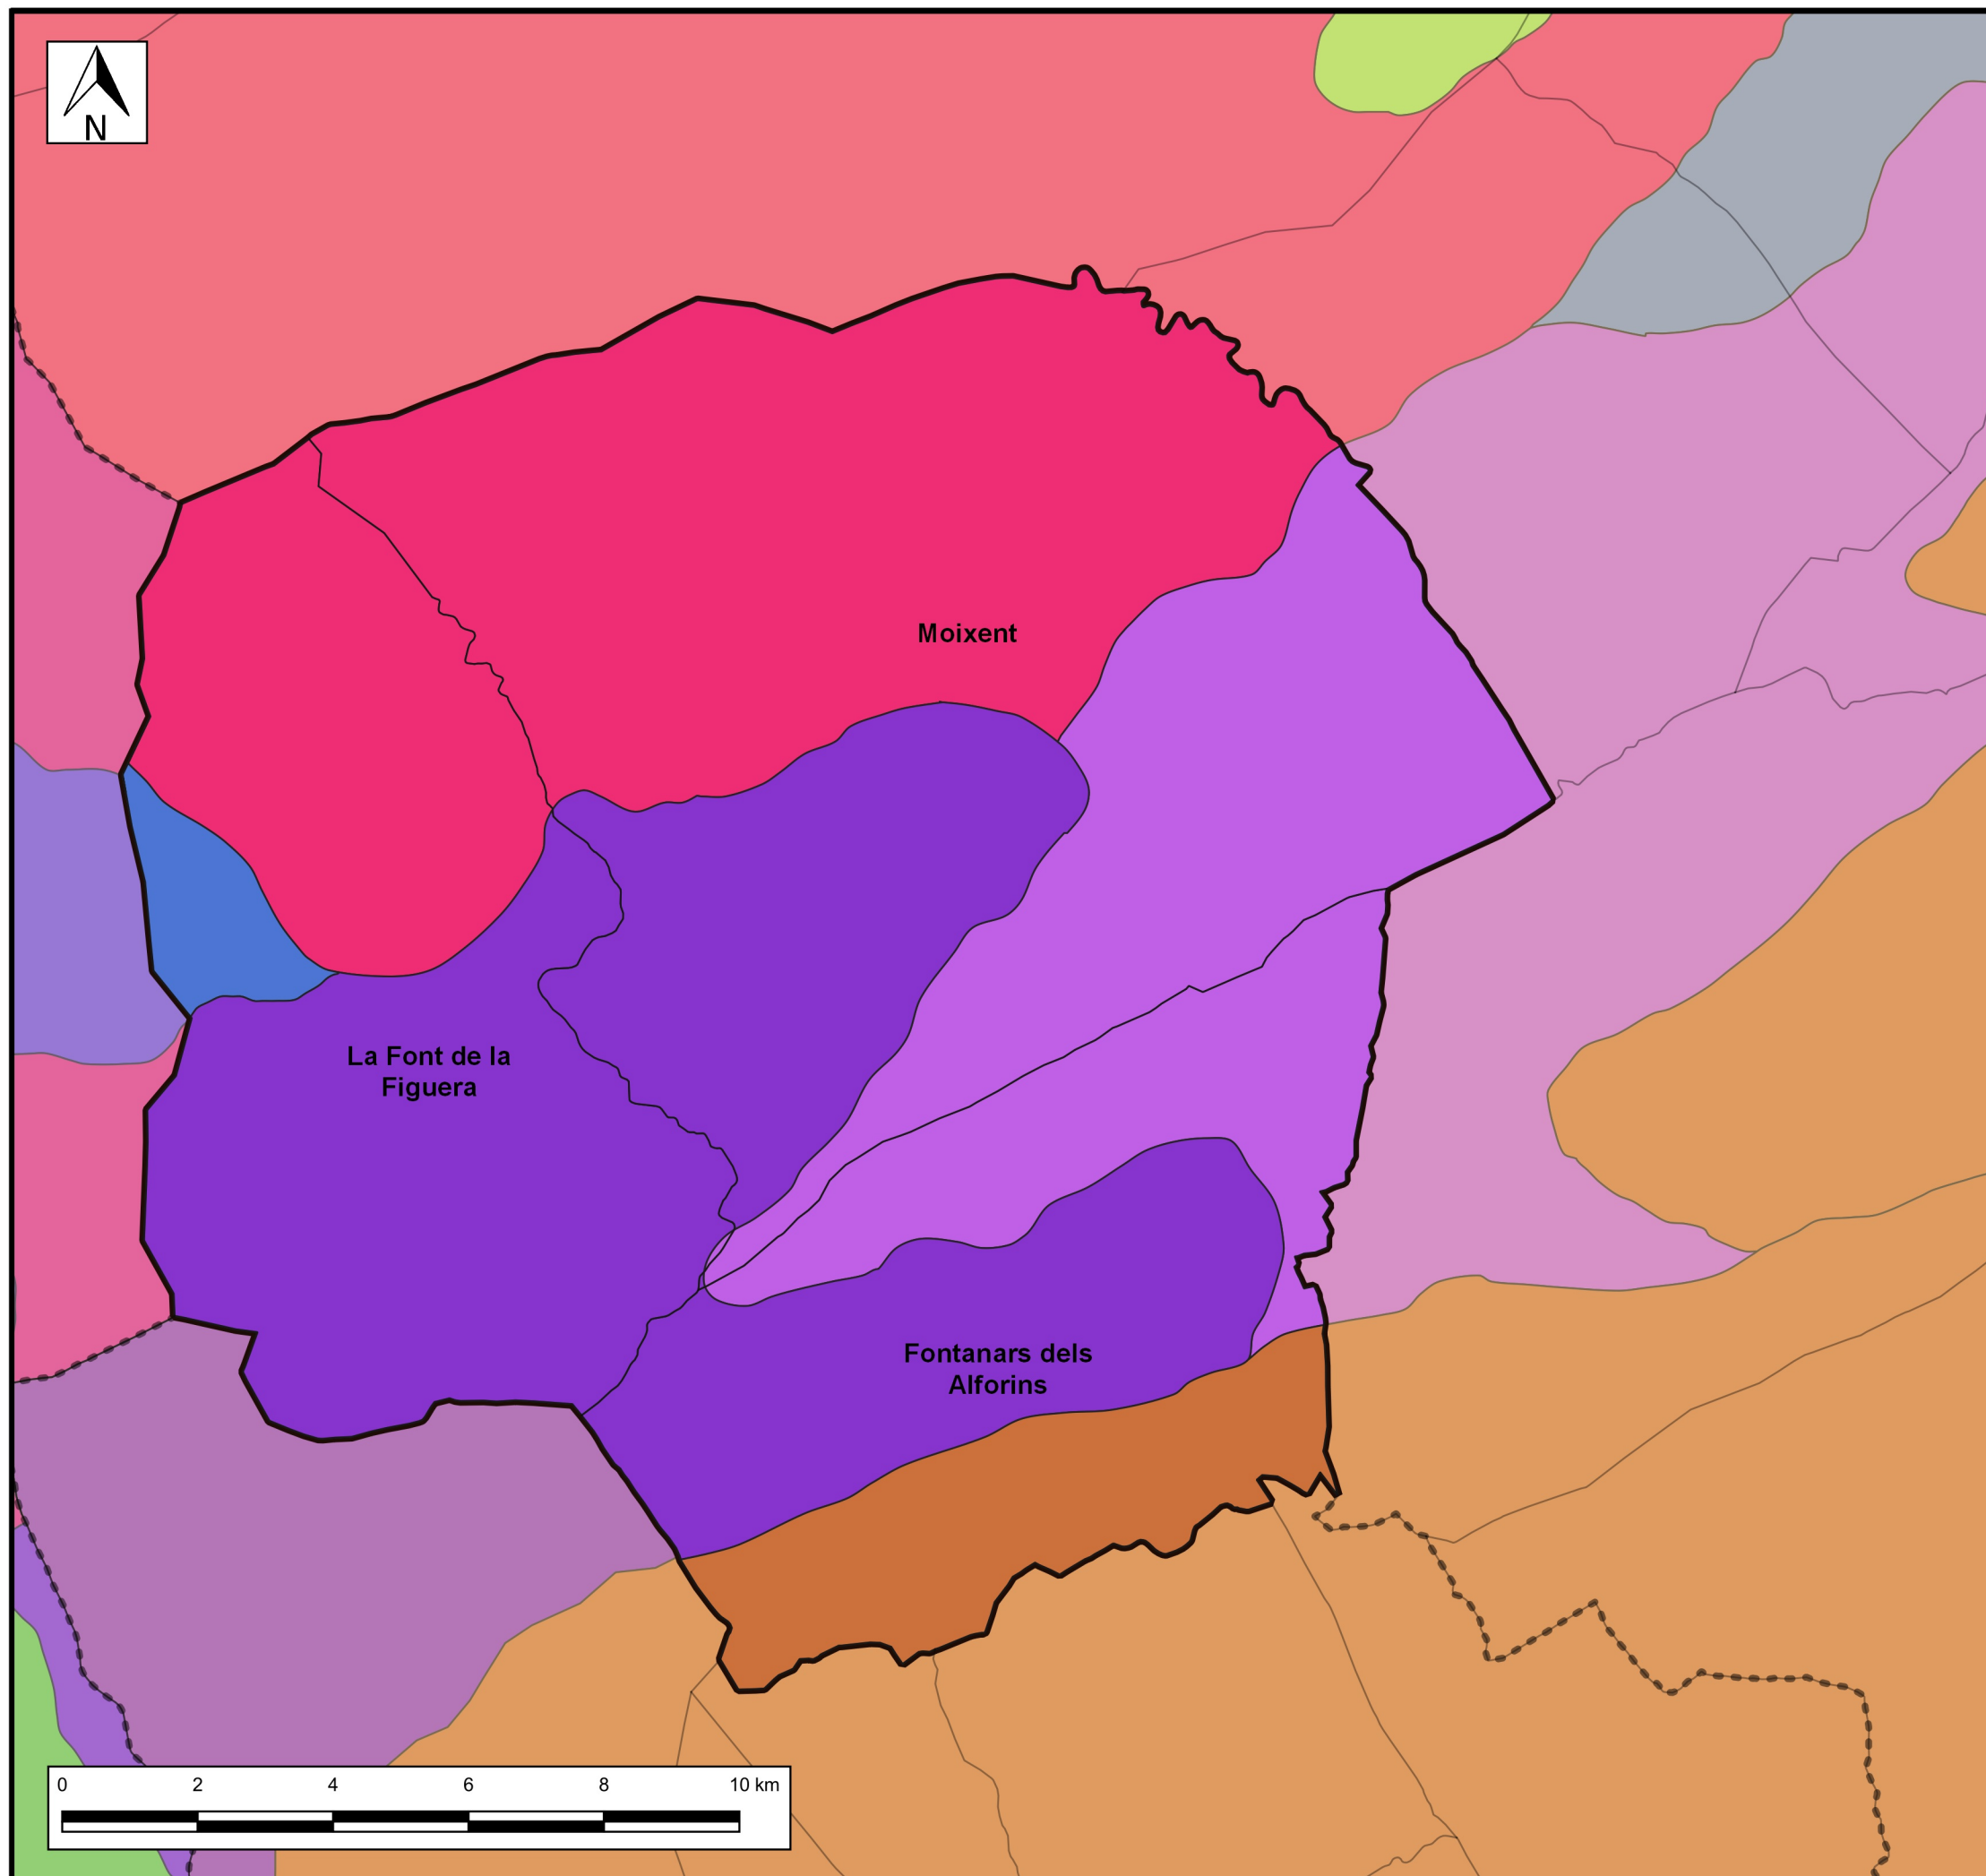 N
Moixent
La Font de la
Figuera
Fontanars dels
Alforins
0 2 4 6 8 10 km